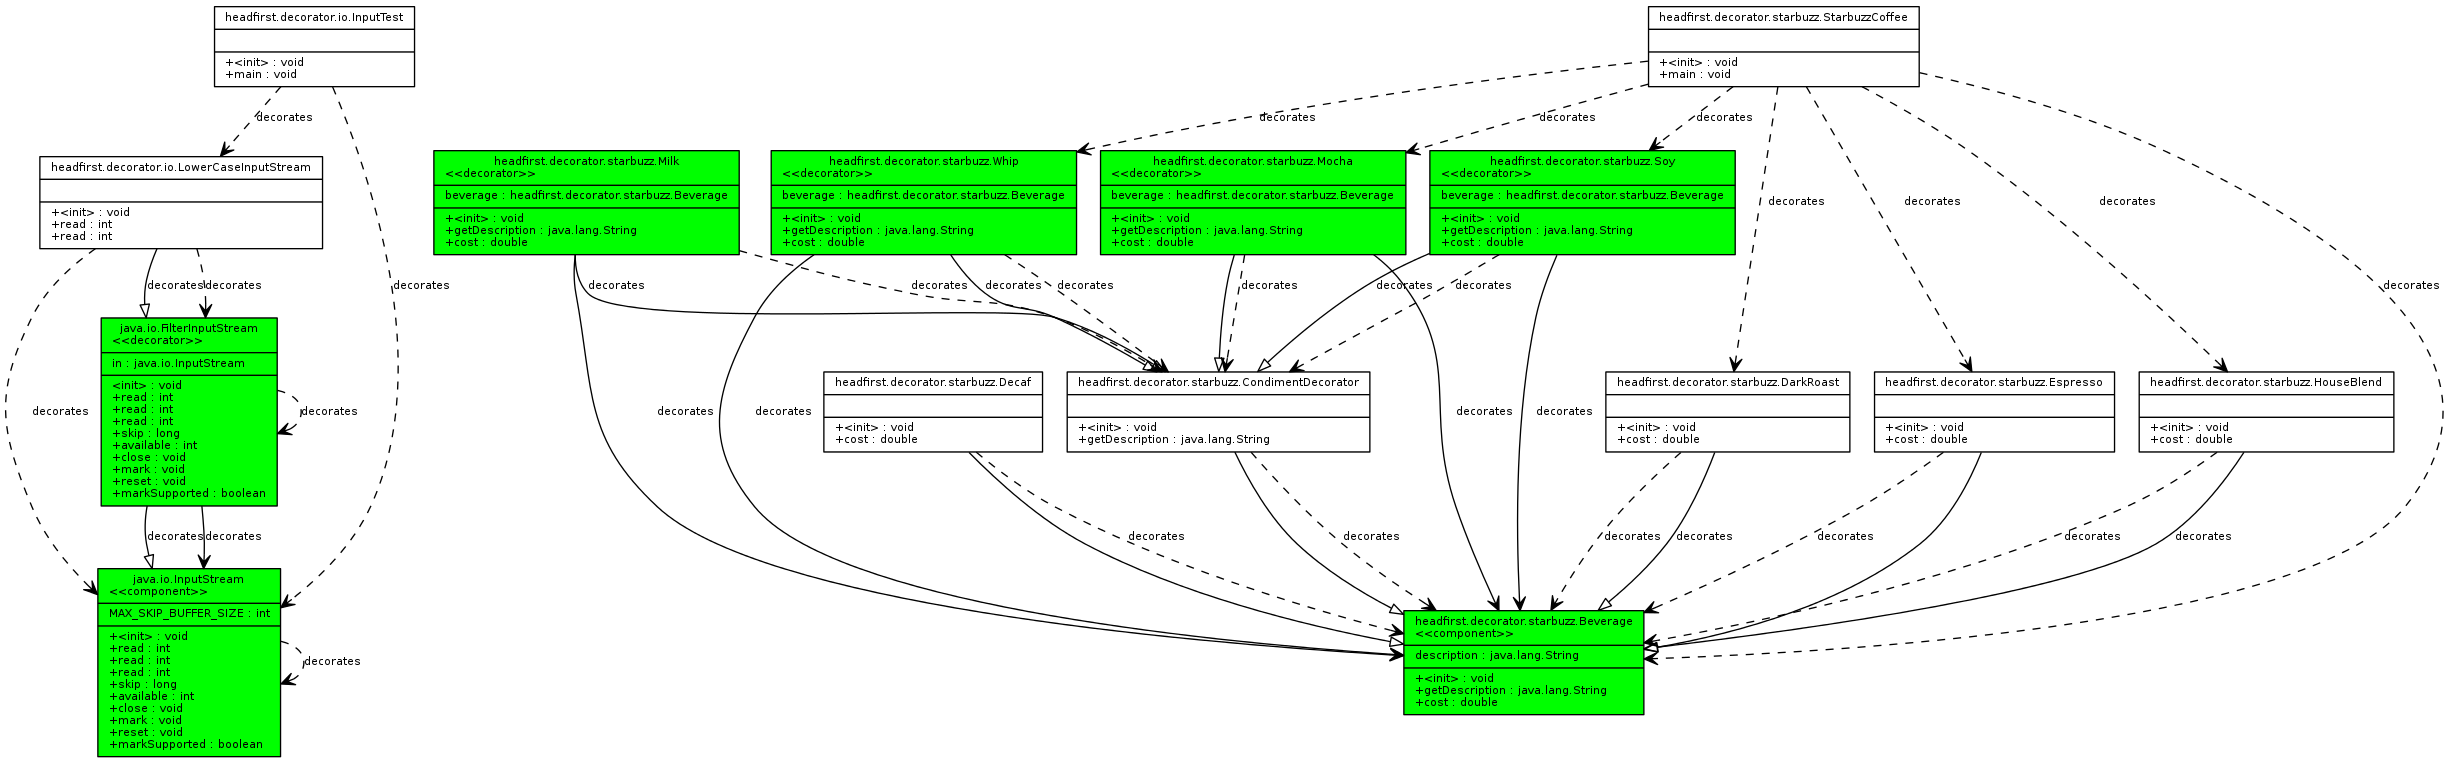 headfirst.decorator.io.InputTest
+<init> : void
+main : void
headfirst.decorator.starbuzz.StarbuzzCoffee
+<init> : void
+main : void
decorates
decorates
decorates
decorates
headfirst.decorator.io.LowerCaseInputStream
+<init> : void
+read : int
+read : int
headfirst.decorator.starbuzz.Milk
<<decorator>>
beverage : headfirst.decorator.starbuzz.Beverage
+<init> : void
+getDescription : java.lang.String
+cost : double
headfirst.decorator.starbuzz.Whip
<<decorator>>
beverage : headfirst.decorator.starbuzz.Beverage
+<init> : void
+getDescription : java.lang.String
+cost : double
headfirst.decorator.starbuzz.Mocha
<<decorator>>
beverage : headfirst.decorator.starbuzz.Beverage
+<init> : void
+getDescription : java.lang.String
+cost : double
headfirst.decorator.starbuzz.Soy
<<decorator>>
beverage : headfirst.decorator.starbuzz.Beverage
+<init> : void
+getDescription : java.lang.String
+cost : double
decorates
decorates
decorates
decorates
decorates
decorates
decorates
decorates
decorates
decorates
decorates
decorates
decorates
decorates
java.io.FilterInputStream
<<decorator>>
in : java.io.InputStream
<init> : void
+read : int
+read : int
+read : int
+skip : long
+available : int
+close : void
+mark : void
+reset : void
+markSupported : boolean
decorates
decorates
decorates
decorates
headfirst.decorator.starbuzz.Decaf
+<init> : void
+cost : double
headfirst.decorator.starbuzz.CondimentDecorator
+<init> : void
+getDescription : java.lang.String
decorates
decorates
headfirst.decorator.starbuzz.DarkRoast
+<init> : void
+cost : double
headfirst.decorator.starbuzz.Espresso
+<init> : void
+cost : double
headfirst.decorator.starbuzz.HouseBlend
+<init> : void
+cost : double
decorates
decorates
decorates
decorates
decorates
decorates
decorates
decorates
decorates
java.io.InputStream
<<component>>
MAX_SKIP_BUFFER_SIZE : int
+<init> : void
+read : int
+read : int
+read : int
+skip : long
+available : int
+close : void
+mark : void
+reset : void
+markSupported : boolean
decorates
headfirst.decorator.starbuzz.Beverage
<<component>>
description : java.lang.String
+<init> : void
+getDescription : java.lang.String
+cost : double